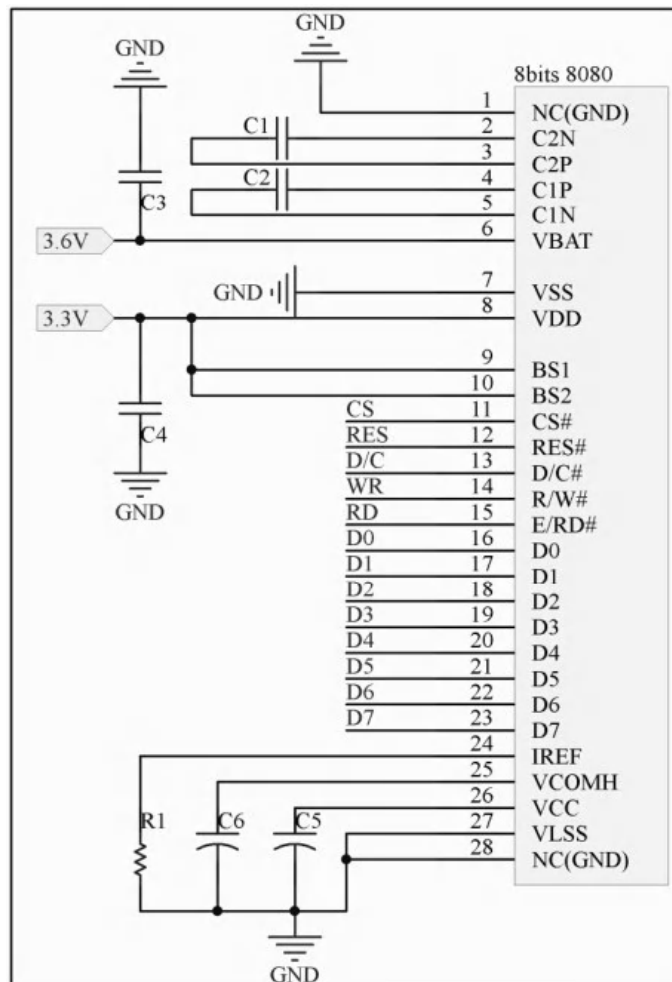 GND
GND
8bits 8080
1 NC(GND)
C1 2 C2N
3 C2P
C2 4 C1P
5 C1N
C3
3.6V 6 VBAT
GND 7 VSS
3.3V 8 VDD
9 BS1
10 BS2
CS 11 CS#
C4
RES 12 RES#
D/C 13 D/C#
GND
WR 14 R/W#
RD 15 E/RD#
D0 16 D0
D1 17 D1
D2 18 D2
D3 19 D3
D4 20 D4
D5 21 D5
D6 22 D6
D7 23 D7
24 IREF
25 VCOMH
26 VCC
R1 C6 C5 27 VLSS
28 NC(GND)
GND